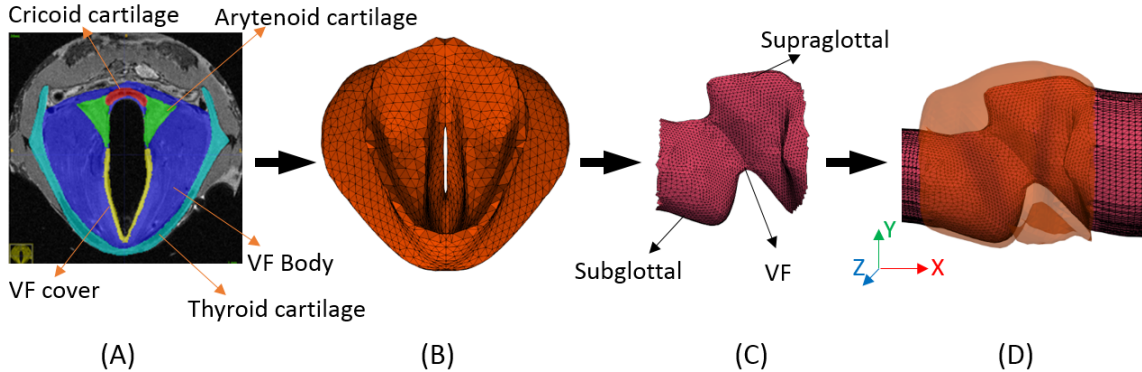 Cricoid cartilage
Arytenoid cartilage
VF cover
VF Body
Thyroid cartilage
Supraglottal
Subglottal
VF
Y
Z
X
(A)
(B)
(C)
(D)